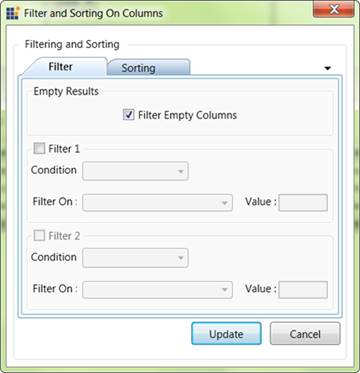 Filter and Sorting On Columns
Filtering and Sorting
Filter Sorting
Empty Results
Filter Empty Columns
Filter 1
Condition
Filter On : Value :
Filter 2
Condition
Filter On : Value :
Update Cancel